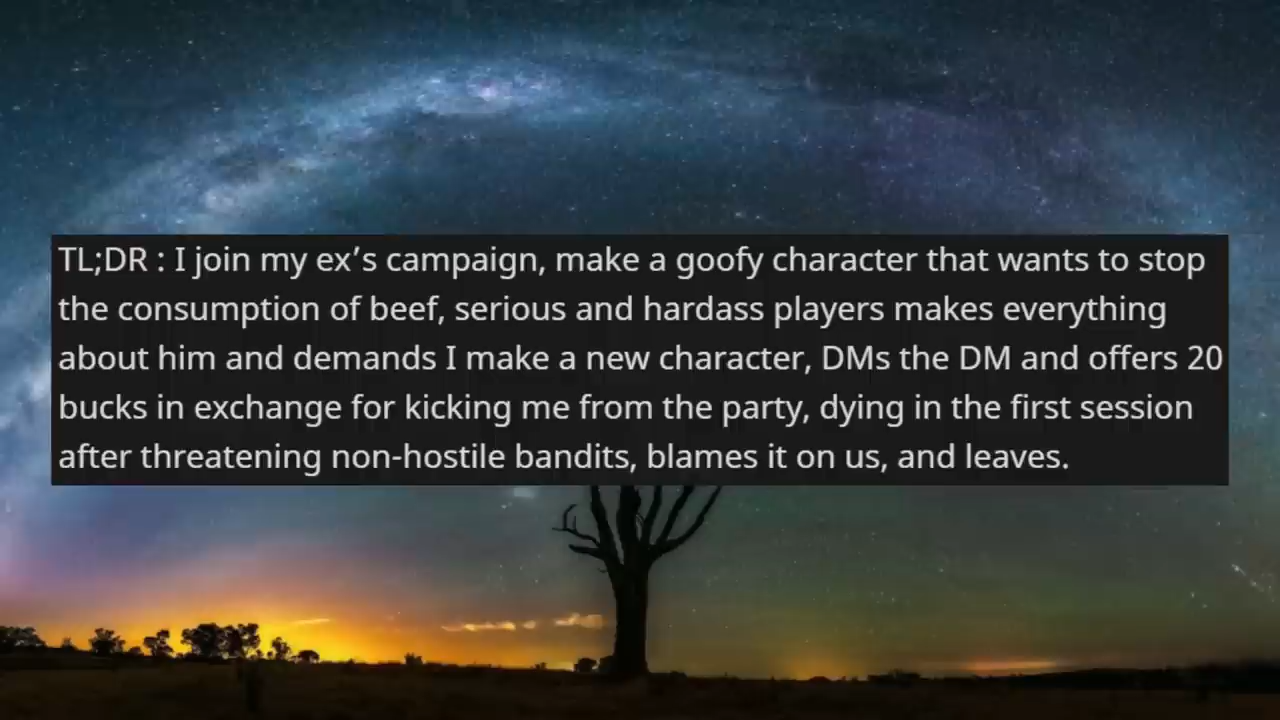 TL;DR : I join my ex’s campaign, make a goofy character that wants to stop
the consumption of beef, serious and hardass players makes everything
about him and demands I make a new character, DMs the DM and offers 20
bucks in exchange for kicking me from the party, dying in the first session
after threatening non-hostile bandits, blames it on us, and leaves.